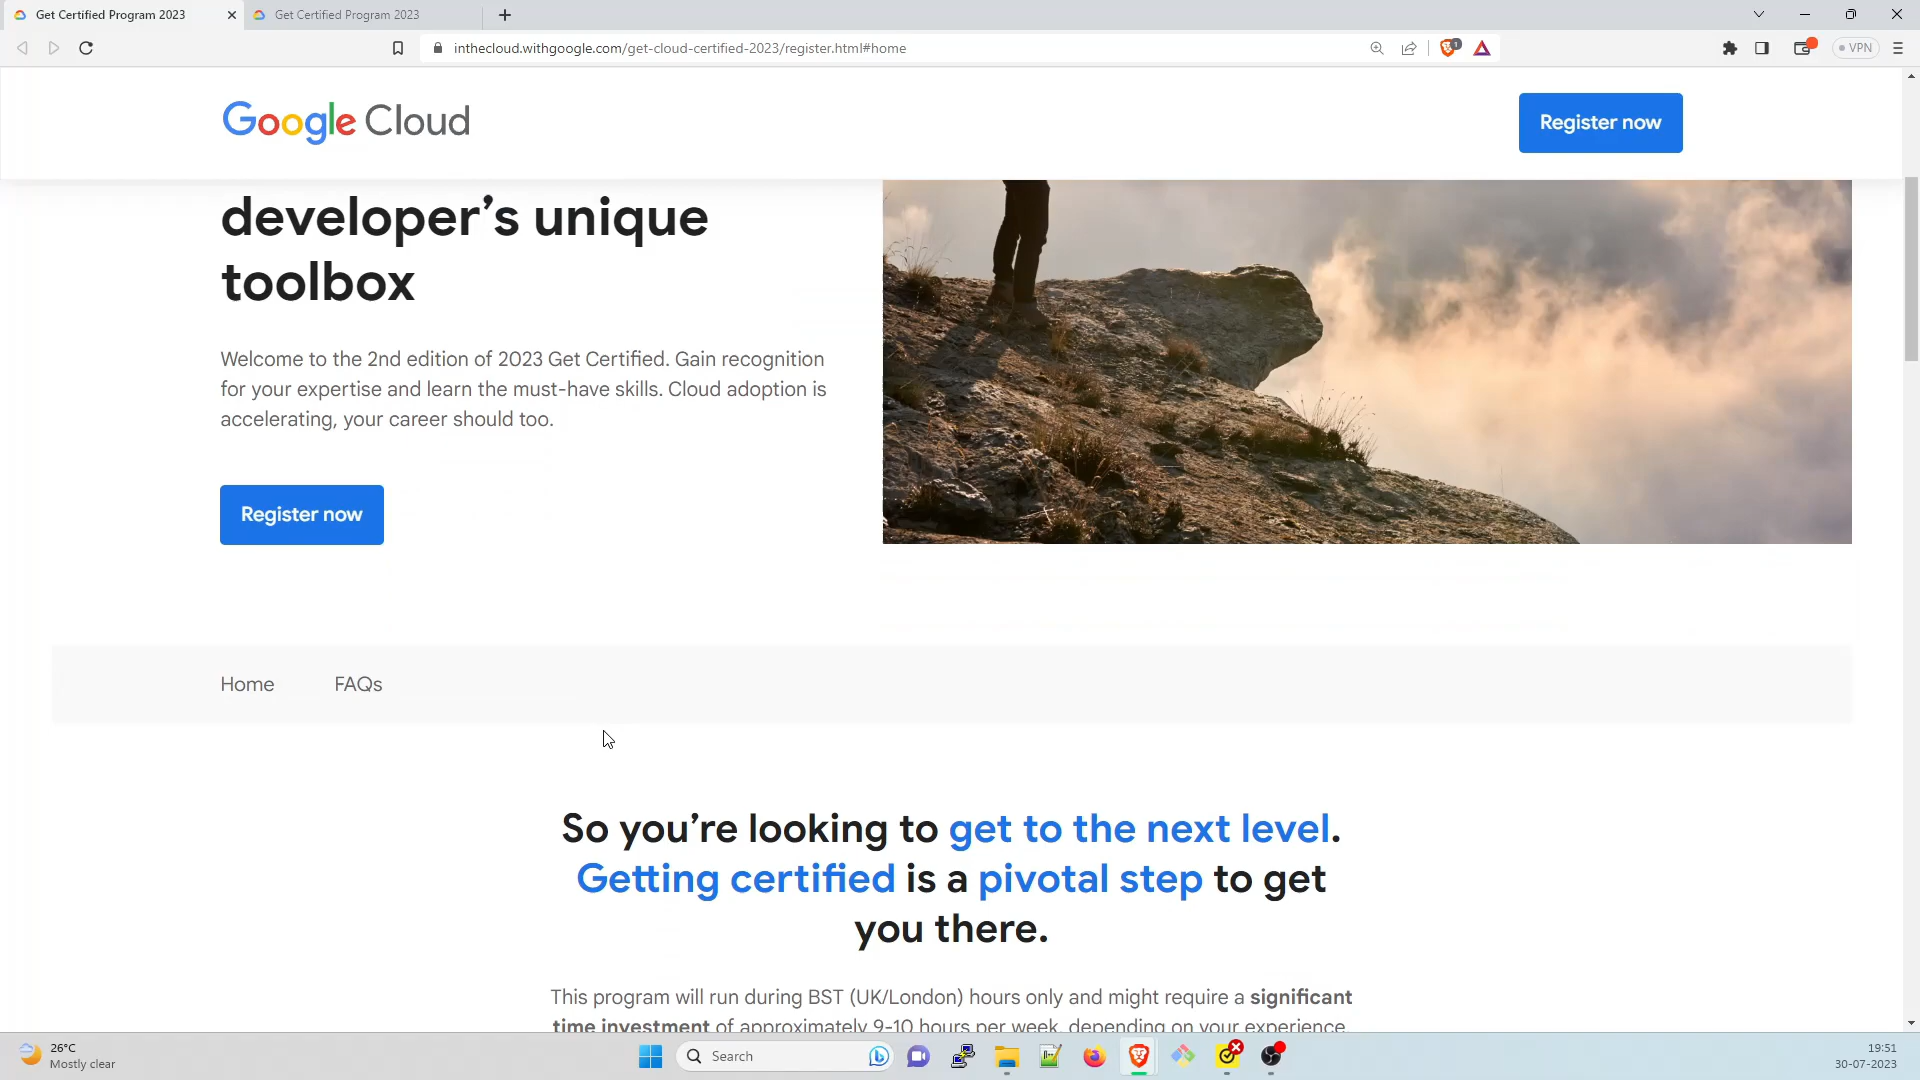 Get Certified Program 2023
Get Certified Program 2023
inthecloud.withgoogle.com/get-cloud-certified-2023/register.html#home
1
VPN
Google Cloud
Register now
developer’s unique
toolbox
Welcome to the 2nd edition of 2023 Get Certified. Gain recognition
for your expertise and learn the must-have skills. Cloud adoption is
accelerating, your career should too.
Register now
Home FAQs
So you’re looking to get to the next level.
Getting certified is a pivotal step to get
you there.
This program will run during BST (UK/London) hours only and might require a significant
time investment of approximately 9-10 hours per week, depending on your experience.
26°C
Mostly clear
Search
19:51
30-07-2023